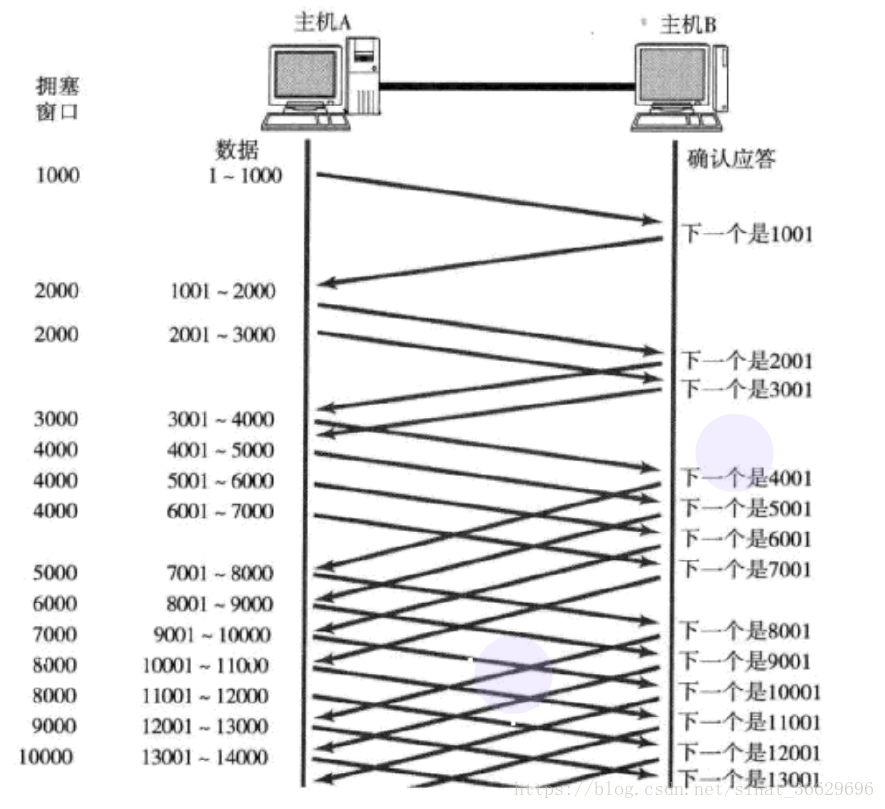 主机A 主机B
拥塞
窗口
数据 确认应答
1000 1~1000
下一个是1001
2000 1001~2000
2000 2001~3000
下一个是2001
下一个是3001
3000 3001~4000
4000 4001~5000
下一个是4001
4000 5001~6000
下一个是5001
4000 6001~7000
下一个是6001
下一个是7001
5000 7001~8000
6000 8001~9000
下一个是8001
7000 9001~10000
下一个是9001
8000 10001~11000
下一个是10001
8000 11001~12000
下一个是11001
9000 12001~13000
下一个是12001
10000 13001~14000
下一个是13001
https://blog.csdn.net/sinat_36629696